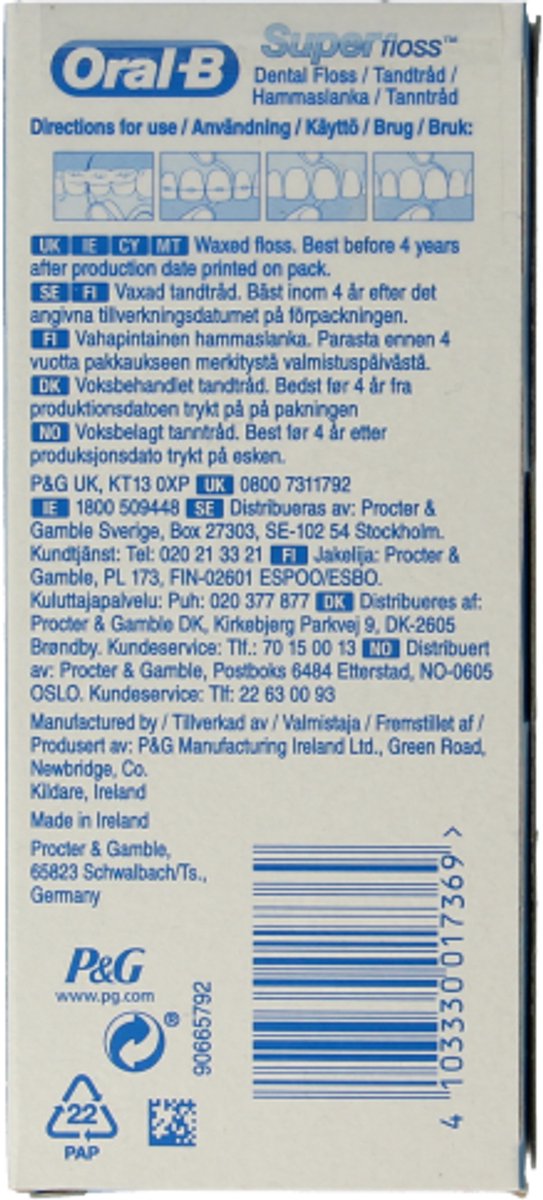 Oral-B Super floss™
Dental Floss / Tandtråd /
Hammaslanka / Tanntråd
Directions for use / Användning / Käyttö / Brug / Bruk:
UK IE CY MT Waxed floss. Best before 4 years
after production date printed on pack.
SE FI Vaxad tandtråd. Bäst inom 4 år efter det
angivna tillverkningsdatumet på förpackningen.
FI Vahapintainen hammaslanka. Parasta ennen 4
vuotta pakkaukseen merkitystä valmistuspäivästä.
DK Voksbehandlet tandtråd. Bedst før 4 år fra
produktionsdatoen trykt på på pakningen
NO Voksbelagt tanntråd. Best før 4 år etter
produksjonsdato trykt på esken.
P&G UK, KT13 0XP UK 0800 7311792
IE 1800 509448 SE Distribueras av: Procter &
Gamble Sverige, Box 27303, SE-102 54 Stockholm.
Kundtjänst: Tel: 020 21 33 21 FI Jakelija: Procter &
Gamble, PL 173, FIN-02601 ESPOO/ESBO.
Kuluttajapalvelu: Puh: 020 377 877 DK Distribueres af:
Procter & Gamble DK, Kirkebjerg Parkvej 9, DK-2605
Brøndby. Kundeservice: Tlf.: 70 15 00 13 NO Distribuert
av: Procter & Gamble, Postboks 6484 Etterstad, NO-0605
OSLO. Kundeservice: Tlf: 22 63 00 93
Manufactured by / Tillverkad av / Valmistaja / Fremstillet af /
Produsert av: P&G Manufacturing Ireland Ltd., Green Road,
Newbridge, Co.
Kildare, Ireland
Made in Ireland
Procter & Gamble,
65823 Schwalbach/Ts.,
Germany
P&G
www.pg.com
®
90665792
4 103330 017369 >
22
PAP